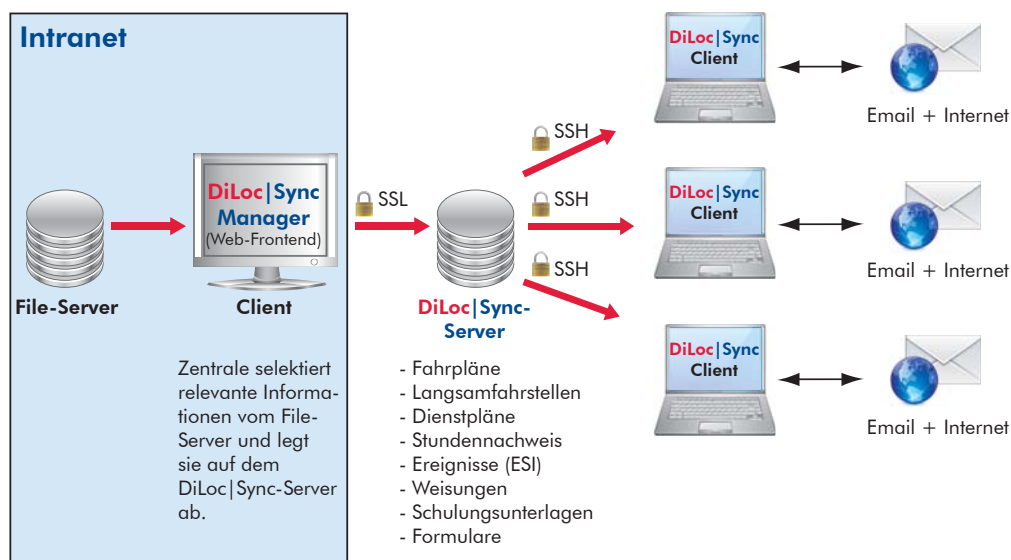 Intranet
File-Server
DiLoc|Sync
Manager
(Web-Frontend)
Client
Zentrale selektiert
relevante Informa-
tionen vom File-
Server und legt
sie auf dem
DiLoc|Sync-Server
ab.
SSL
DiLoc|Sync-
Server
- Fahrpläne
- Langsamfahrstellen
- Dienstpläne
- Stundennachweis
- Ereignisse (ESI)
- Weisungen
- Schulungsunterlagen
- Formulare
SSH
SSH
SSH
DiLoc|Sync
Client
Email + Internet
DiLoc|Sync
Client
Email + Internet
DiLoc|Sync
Client
Email + Internet